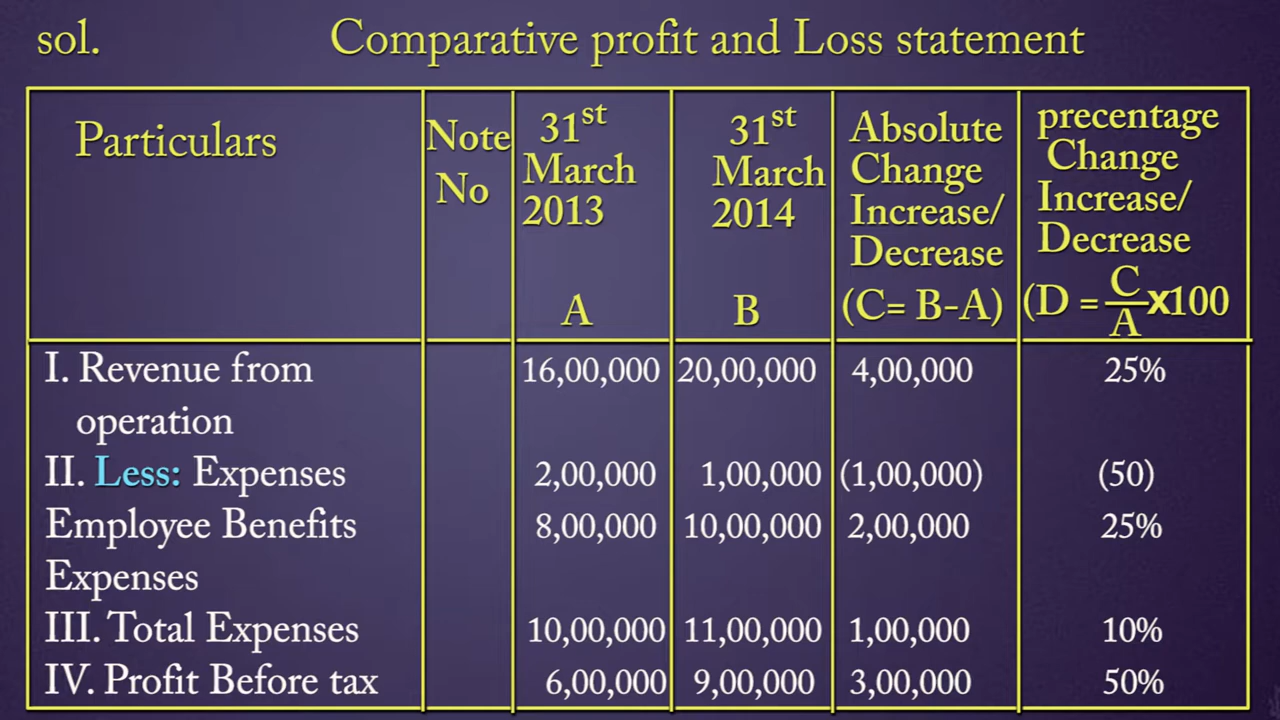 sol. Comparative profit and Loss statement
Particulars
Note
No
31st
March
2013
A
31st
March
2014
B
Absolute
Change
Increase/
Decrease
(C= B-A)
precentage
Change
Increase/
Decrease
(D = C/A x100
I. Revenue from 16,00,000 20,00,000 4,00,000 25%
operation
II. Less: Expenses 2,00,000 1,00,000 (1,00,000) (50)
Employee Benefits 8,00,000 10,00,000 2,00,000 25%
Expenses
III. Total Expenses 10,00,000 11,00,000 1,00,000 10%
IV. Profit Before tax 6,00,000 9,00,000 3,00,000 50%